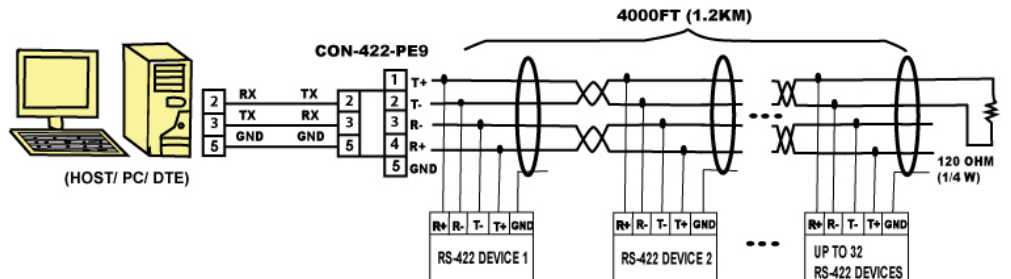 4000FT (1.2KM)
CON-422-PE9
1 T+
2 T-
3 R-
4 R+
5 GND
2 RX TX 2
3 TX RX 3
5 GND GND 5
(HOST/ PC/ DTE)
120 OHM
(1/4 W)
R+ R- T- T+ GND
RS-422 DEVICE 1
R+ R- T- T+ GND
RS-422 DEVICE 2
R+ R- T- T+ GND
UP TO 32
RS-422 DEVICES